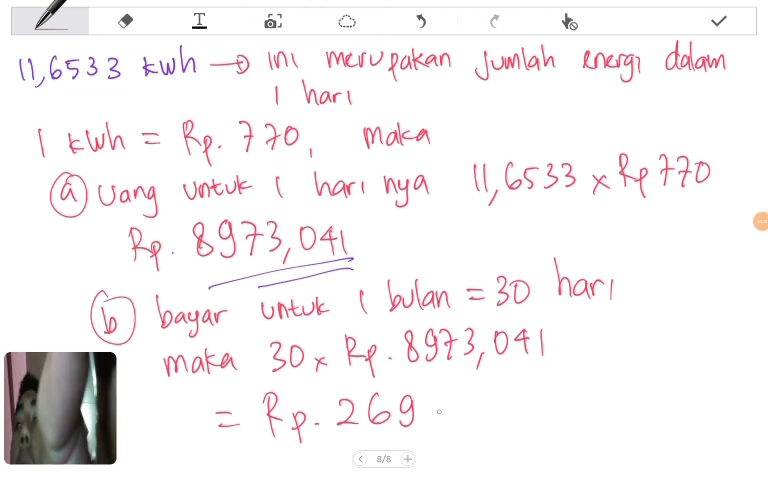 11,6533 kwh → ini merupakan jumlah energi dalam
1 hari
1 kwh = Rp. 770, maka
(a) Uang untuk 1 hari nya 11,6533 x Rp 770
Rp. 8973,041
(b) bayar untuk 1 bulan = 30 hari
maka 30 x Rp. 8973,041
= Rp. 269
8/8